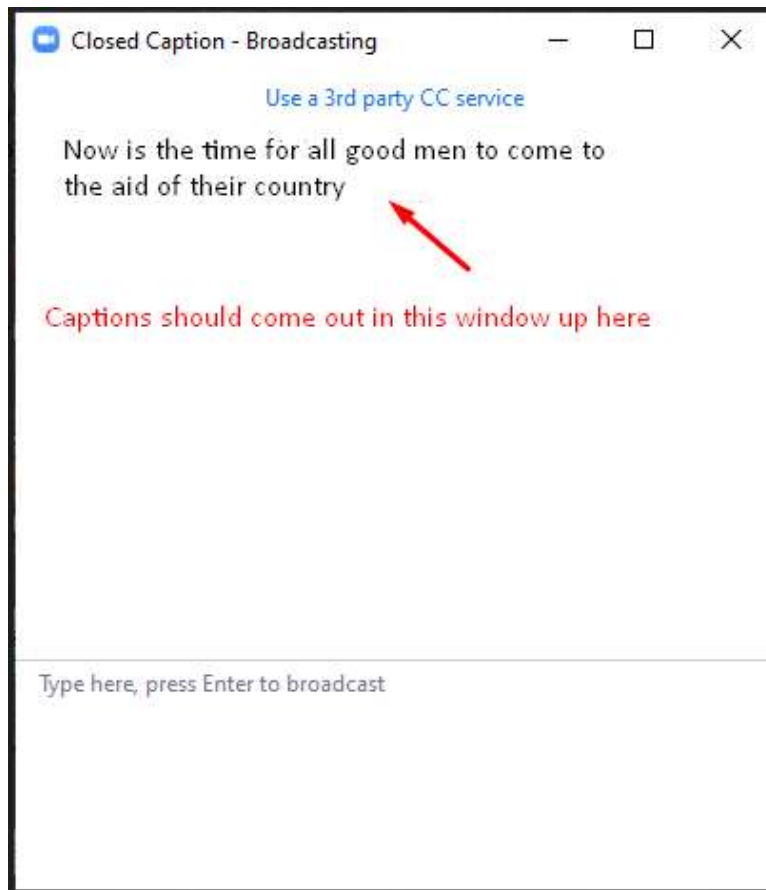 Closed Caption - Broadcasting
Use a 3rd party CC service
Now is the time for all good men to come to
the aid of their country
Captions should come out in this window up here
Type here, press Enter to broadcast